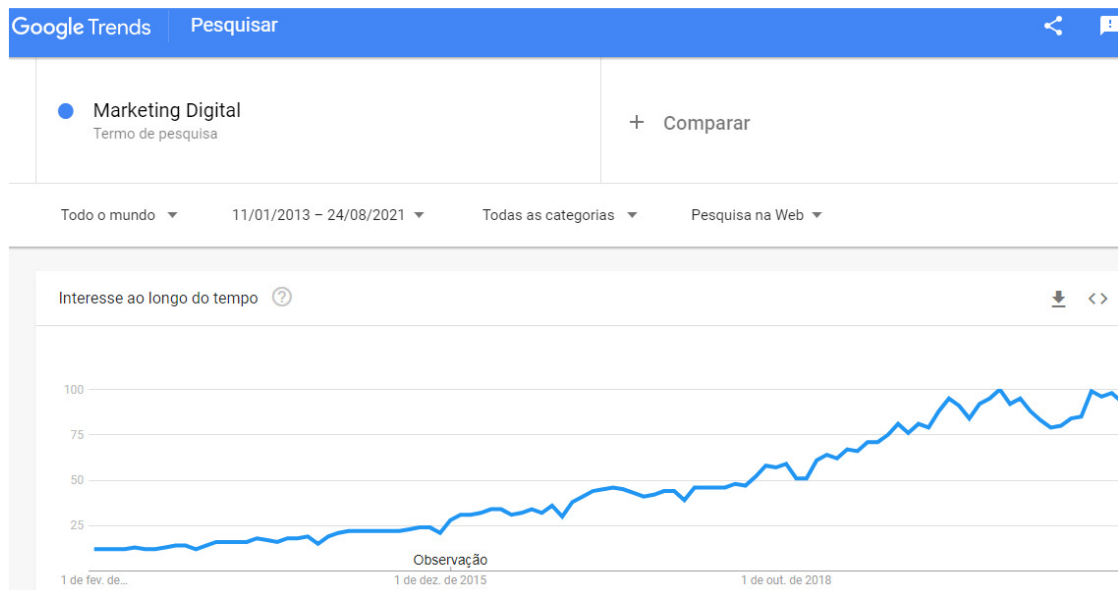 Google Trends Pesquisar
Marketing Digital
Termo de pesquisa
+ Comparar
Todo o mundo
11/01/2013 – 24/08/2021
Todas as categorias
Pesquisa na Web
Interesse ao longo do tempo
100
75
50
25
Observação
1 de fev. de...
1 de dez. de 2015
1 de out. de 2018